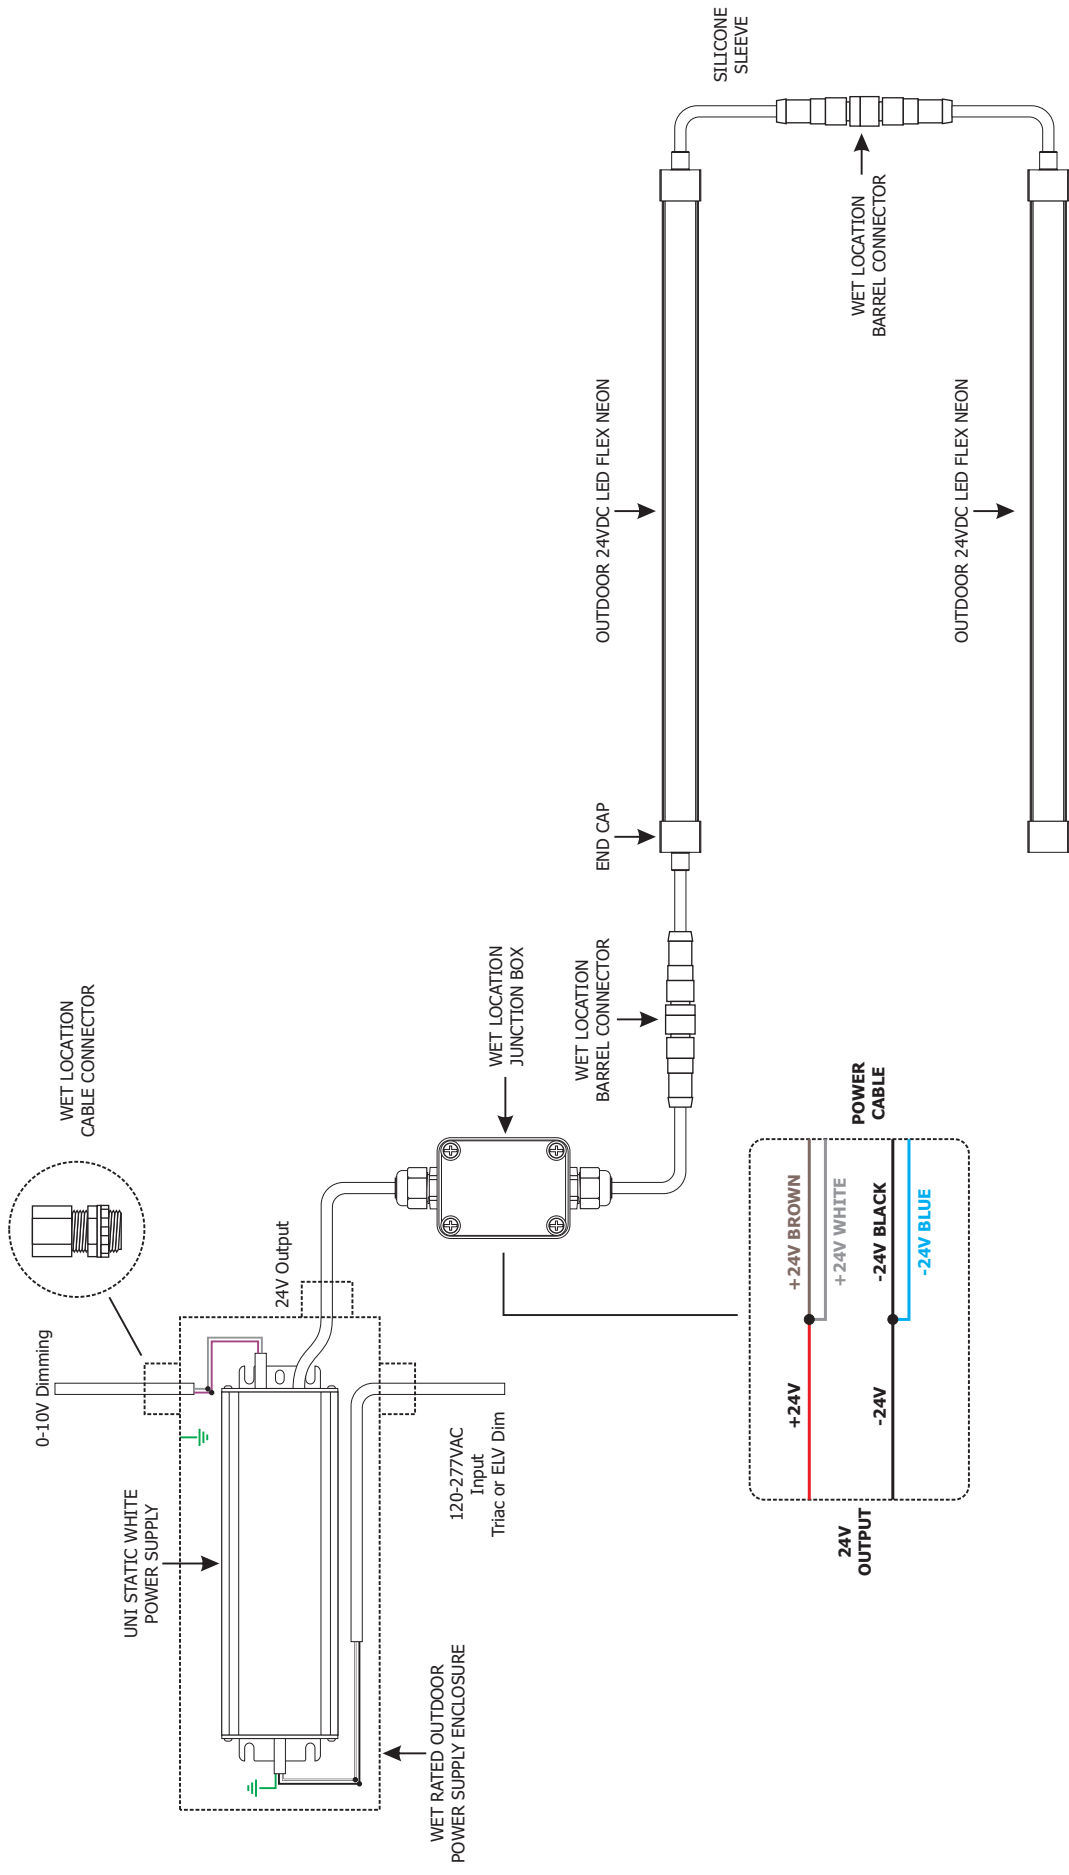 WET LOCATION
CABLE CONNECTOR
0-10V Dimming
UNI STATIC WHITE
POWER SUPPLY
24V Output
120-277VAC
Input
Triac or ELV Dim
WET RATED OUTDOOR
POWER SUPPLY ENCLOSURE
WET LOCATION
JUNCTION BOX
WET LOCATION
BARREL CONNECTOR
END CAP
OUTDOOR 24VDC LED FLEX NEON
SILICONE
SLEEVE
WET LOCATION
BARREL CONNECTOR
OUTDOOR 24VDC LED FLEX NEON
24V
OUTPUT
+24V
-24V
+24V BROWN
+24V WHITE
-24V BLACK
-24V BLUE
POWER
CABLE